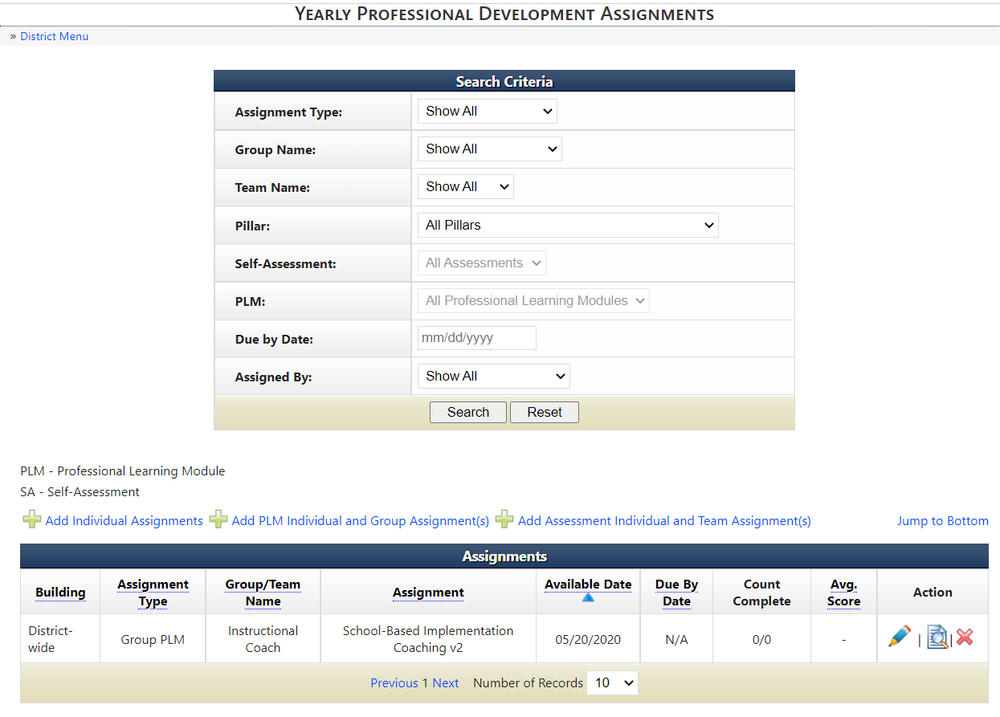 Yearly Professional Development Assignments
» District Menu
Search Criteria
Assignment Type: Show All
Group Name: Show All
Team Name: Show All
Pillar: All Pillars
Self-Assessment: All Assessments
PLM: All Professional Learning Modules
Due by Date: mm/dd/yyyy
Assigned By: Show All
Search Reset
PLM - Professional Learning Module
SA - Self-Assessment
Add Individual Assignments Add PLM Individual and Group Assignment(s) Add Assessment Individual and Team Assignment(s) Jump to Bottom
Assignments
Building
Assignment
Type
Group/Team
Name
Assignment
Available Date
Due By
Date
Count
Complete
Avg.
Score
Action
District-
wide
Group PLM
Instructional
Coach
School-Based Implementation
Coaching v2
05/20/2020
N/A
0/0
-
| |
Previous 1 Next Number of Records 10